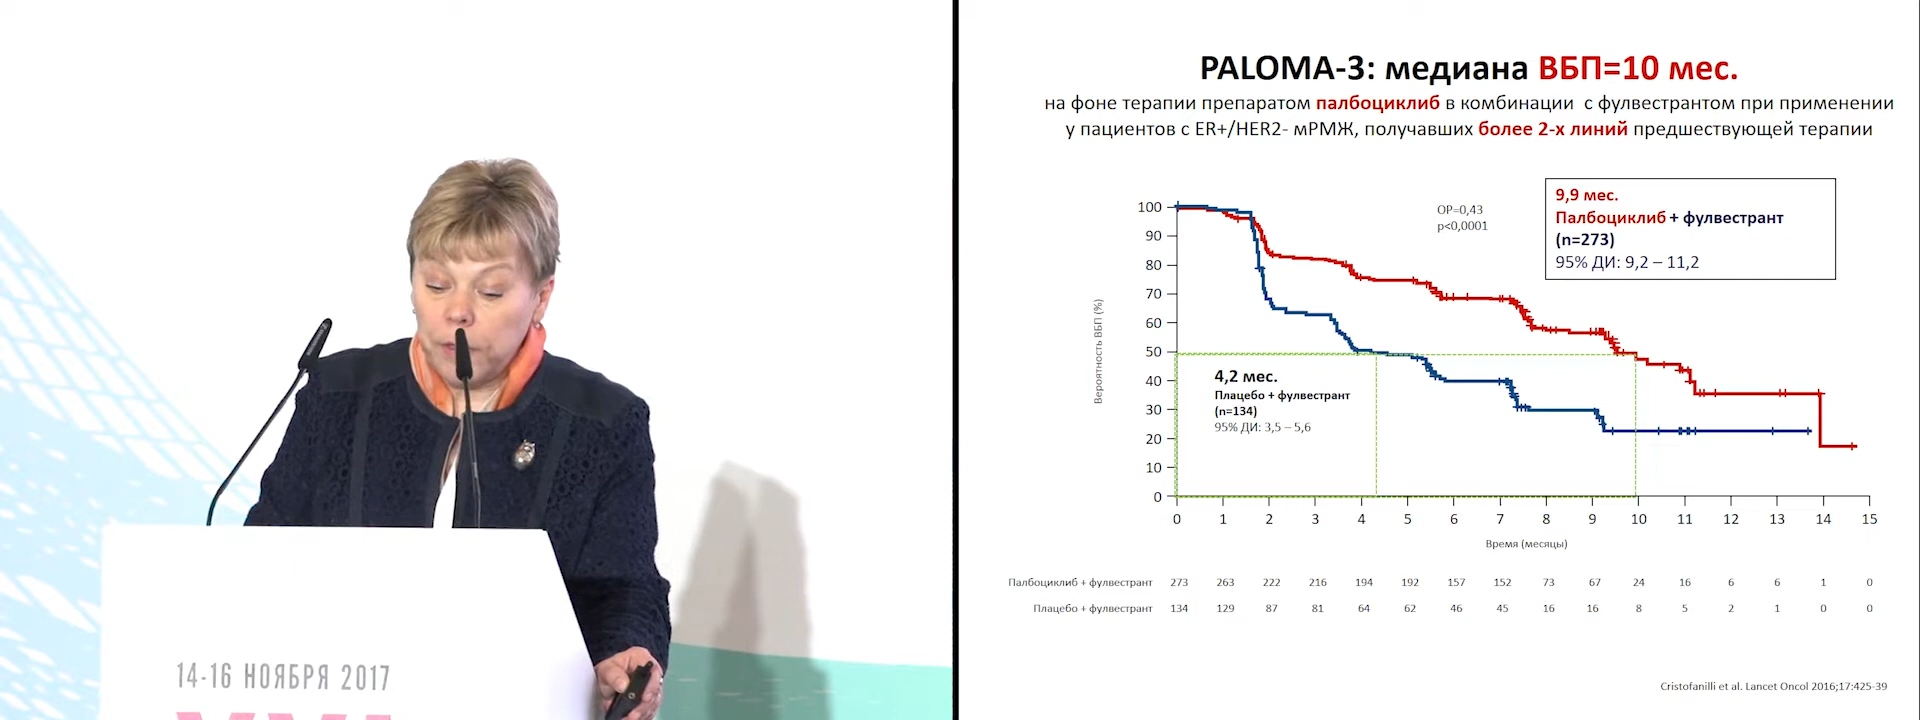 14-16 НОЯБРЯ 2017
PALOMA-3: медиана ВБП=10 мес.
на фоне терапии препаратом палбоциклиб в комбинации с фулвестрантом при применении
у пациентов с ER+/HER2- мРМЖ, получавших более 2-х линий предшествующей терапии
9,9 мес.
Палбоциклиб + фулвестрант
(n=273)
95% ДИ: 9,2 – 11,2
ОР=0,43
p<0,0001
Вероятность ВБП (%)
100
90
80
70
60
50
40
30
20
10
0
4,2 мес.
Плацебо + фулвестрант
(n=134)
95% ДИ: 3,5 – 5,6
0 1 2 3 4 5 6 7 8 9 10 11 12 13 14 15
Время (месяцы)
Палбоциклиб + фулвестрант 273 263 222 216 194 192 157 152 73 67 24 16 6 6 1 0
Плацебо + фулвестрант 134 129 87 81 64 62 46 45 16 16 8 5 2 1 0 0
Cristofanilli et al. Lancet Oncol 2016;17:425-39